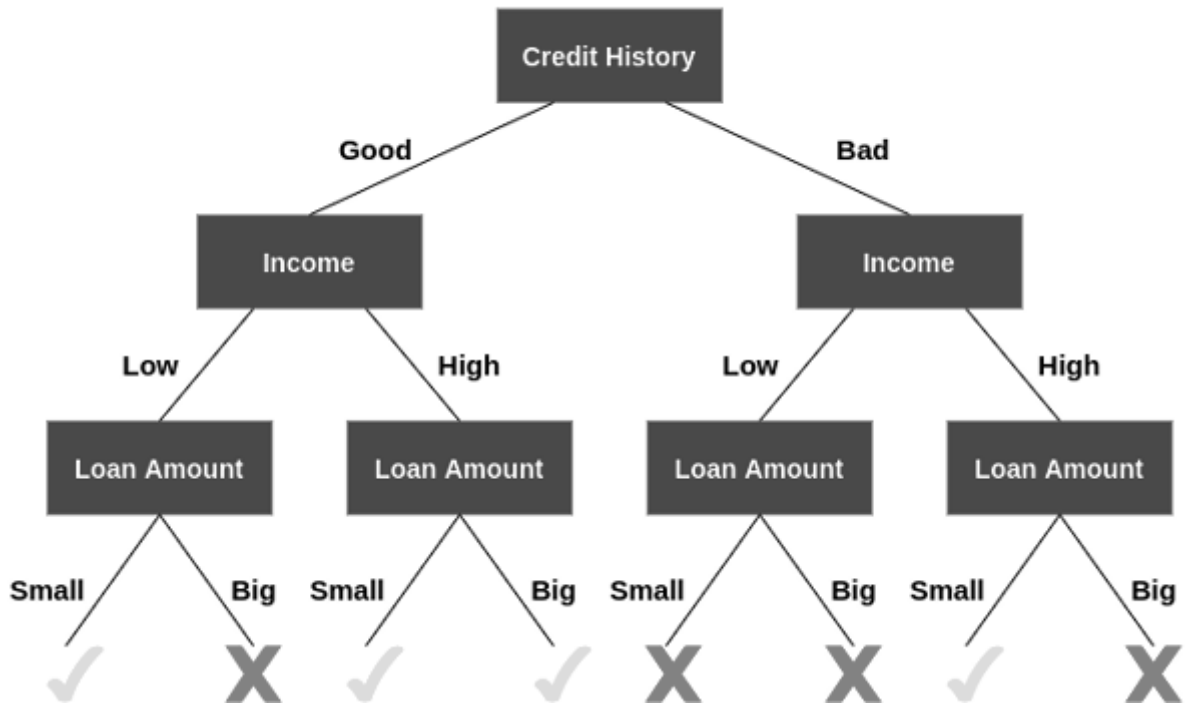 Credit History
Good
Bad
Income
Income
Low
High
Low
High
Loan Amount
Loan Amount
Loan Amount
Loan Amount
Small
Big
Small
Big
Small
Big
Small
Big